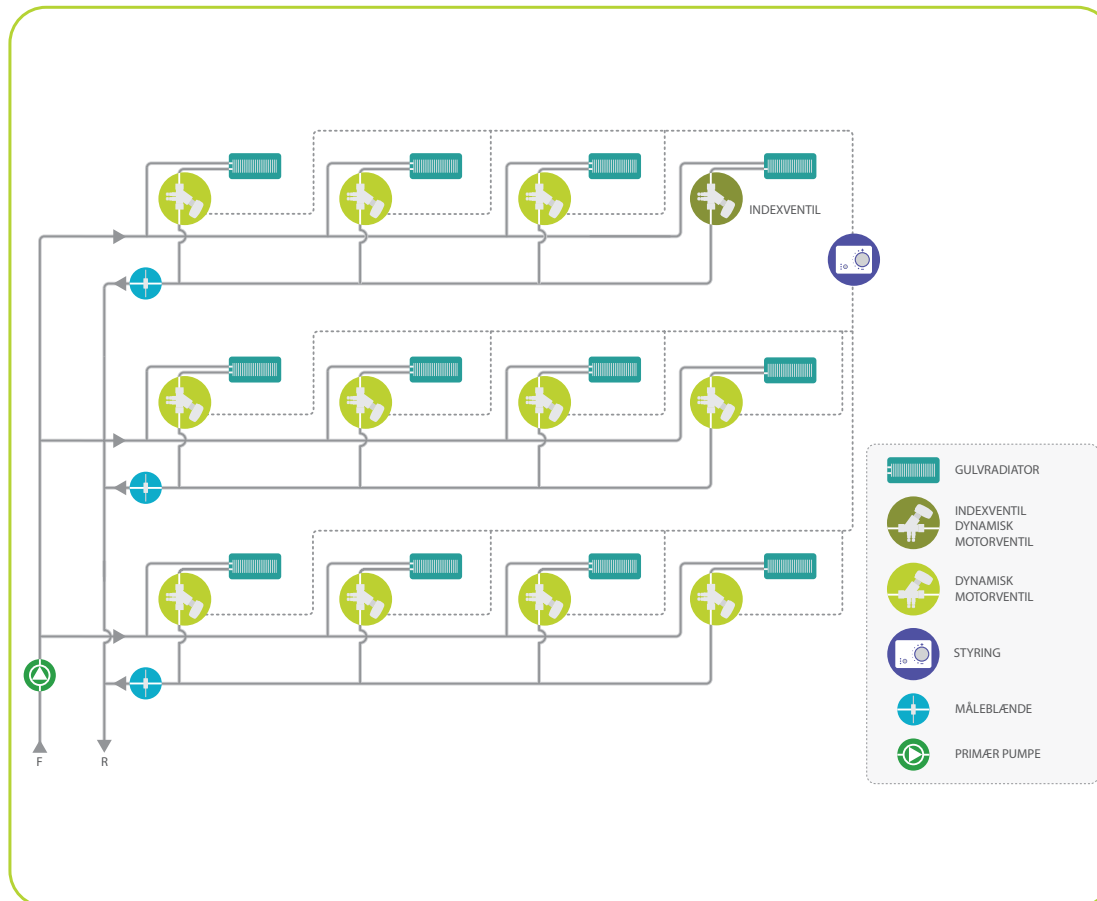 INDEXVENTIL
GULVRADIATOR
INDEXVENTIL
DYNAMISK
MOTORVENTIL
DYNAMISK
MOTORVENTIL
STYRING
MÅLEBLÆNDE
PRIMÆR PUMPE
F
R